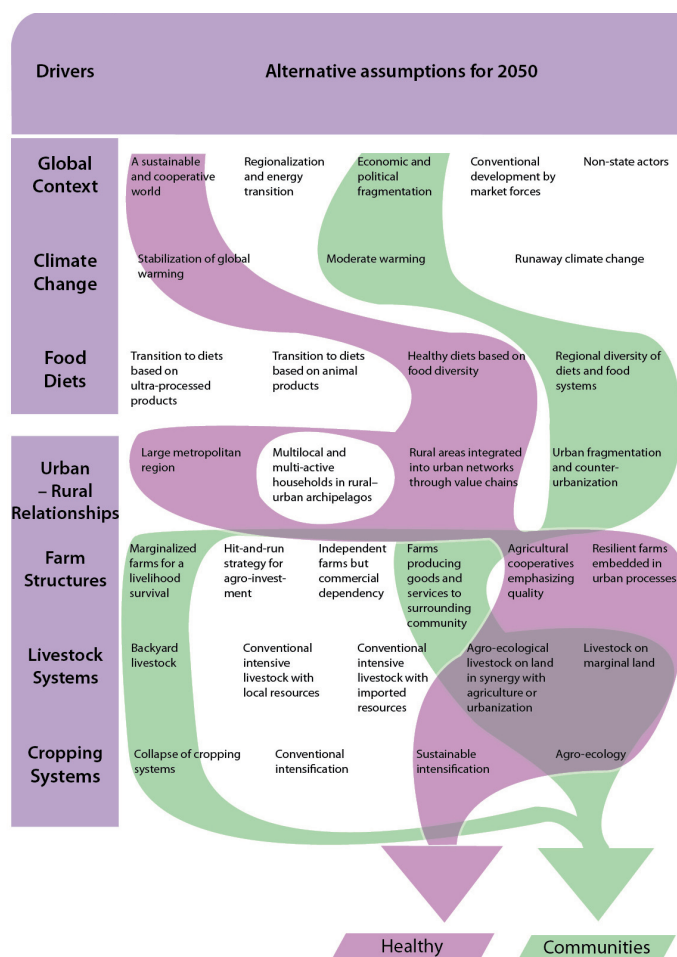 Drivers
Alternative assumptions for 2050
Global
Context
A sustainable
and cooperative
world
Regionalization
and energy
transition
Economic and
political
fragmentation
Conventional
development by
market forces
Non-state actors
Climate
Change
Stabilization of global
warming
Moderate warming
Runaway climate change
Food
Diets
Transition to diets
based on
ultra-processed
products
Transition to diets
based on animal
products
Healthy diets based on
food diversity
Regional diversity of
diets and food
systems
Urban
– Rural
Relationships
Large metropolitan
region
Multilocal and
multi-active
households in rural–
urban archipelagos
Rural areas integrated
into urban networks
through value chains
Urban fragmentation
and counter-
urbanization
Farm
Structures
Marginalized
farms for a
livelihood
survival
Hit-and-run
strategy for
agro-invest-
ment
Independent
farms but
commercial
dependency
Farms
producing
goods and
services to
surrounding
community
Agricultural
cooperatives
emphasizing
quality
Resilient farms
embedded in
urban processes
Livestock
Systems
Backyard
livestock
Conventional
intensive
livestock with
local resources
Conventional
intensive
livestock with
imported
resources
Agro-ecological
livestock on land
in synergy with
agriculture or
urbanization
Livestock on
marginal land
Cropping
Systems
Collapse of cropping
systems
Conventional
intensification
Sustainable
intensification
Agro-ecology
Healthy
Communities